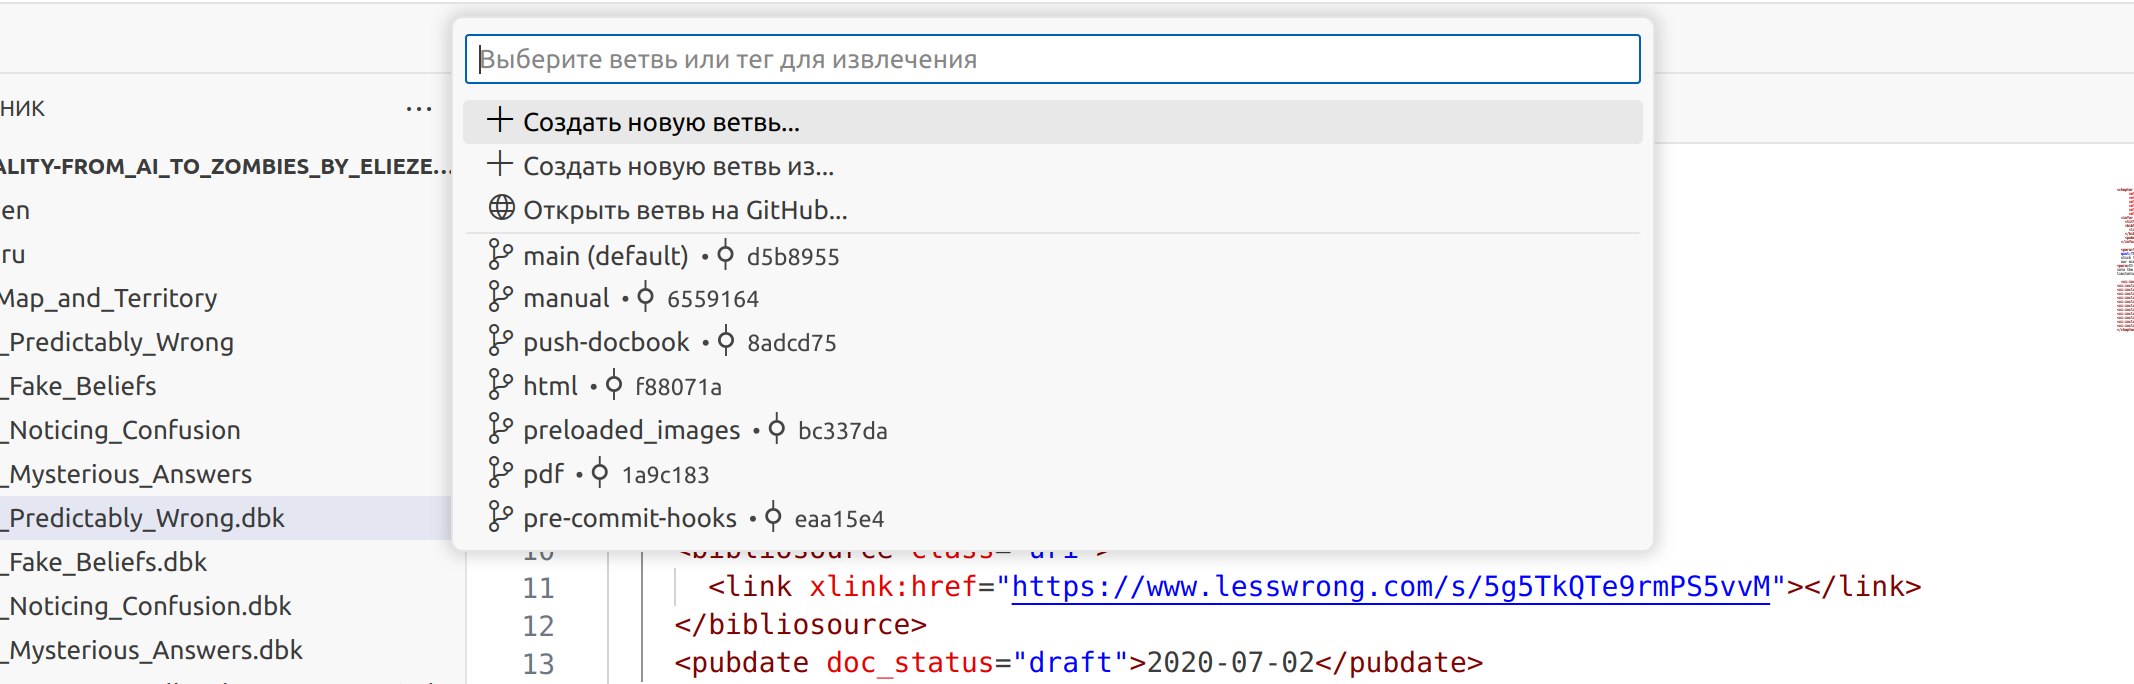 Выберите ветвь или тег для извлечения
Создать новую ветвь...
Создать новую ветвь из...
Открыть ветвь на GitHub...
main (default) • d5b8955
manual • 6559164
push-docbook • 8adcd75
html • f88071a
preloaded_images • bc337da
pdf • 1a9c183
pre-commit-hooks • eaa15e4
НИК ...
ALITY-FROM_AI_TO_ZOMBIES_BY_ELIEZE...
en
ru
Map_and_Territory
_Predictably_Wrong
_Fake_Beliefs
_Noticing_Confusion
_Mysterious_Answers
_Predictably_Wrong.dbk
_Fake_Beliefs.dbk
_Noticing_Confusion.dbk
_Mysterious_Answers.dbk
10 <bibliosource class="uri">
11 <link xlink:href="https://www.lesswrong.com/s/5g5TkQTe9rmPS5vvM"></link>
12 </bibliosource>
13 <pubdate doc_status="draft">2020-07-02</pubdate>